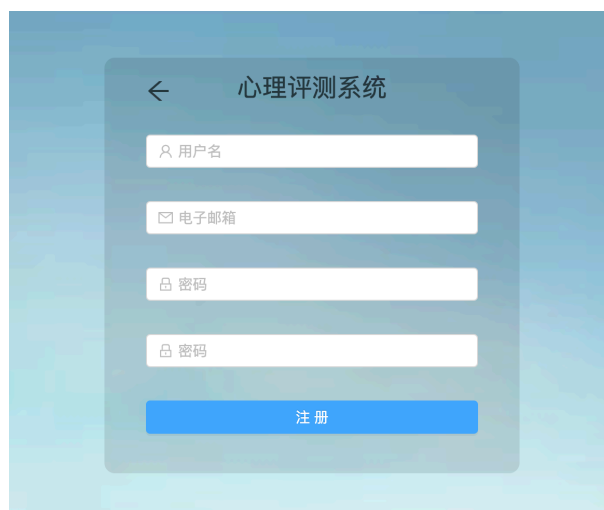 心理评测系统
用户名
电子邮箱
密码
密码
注册